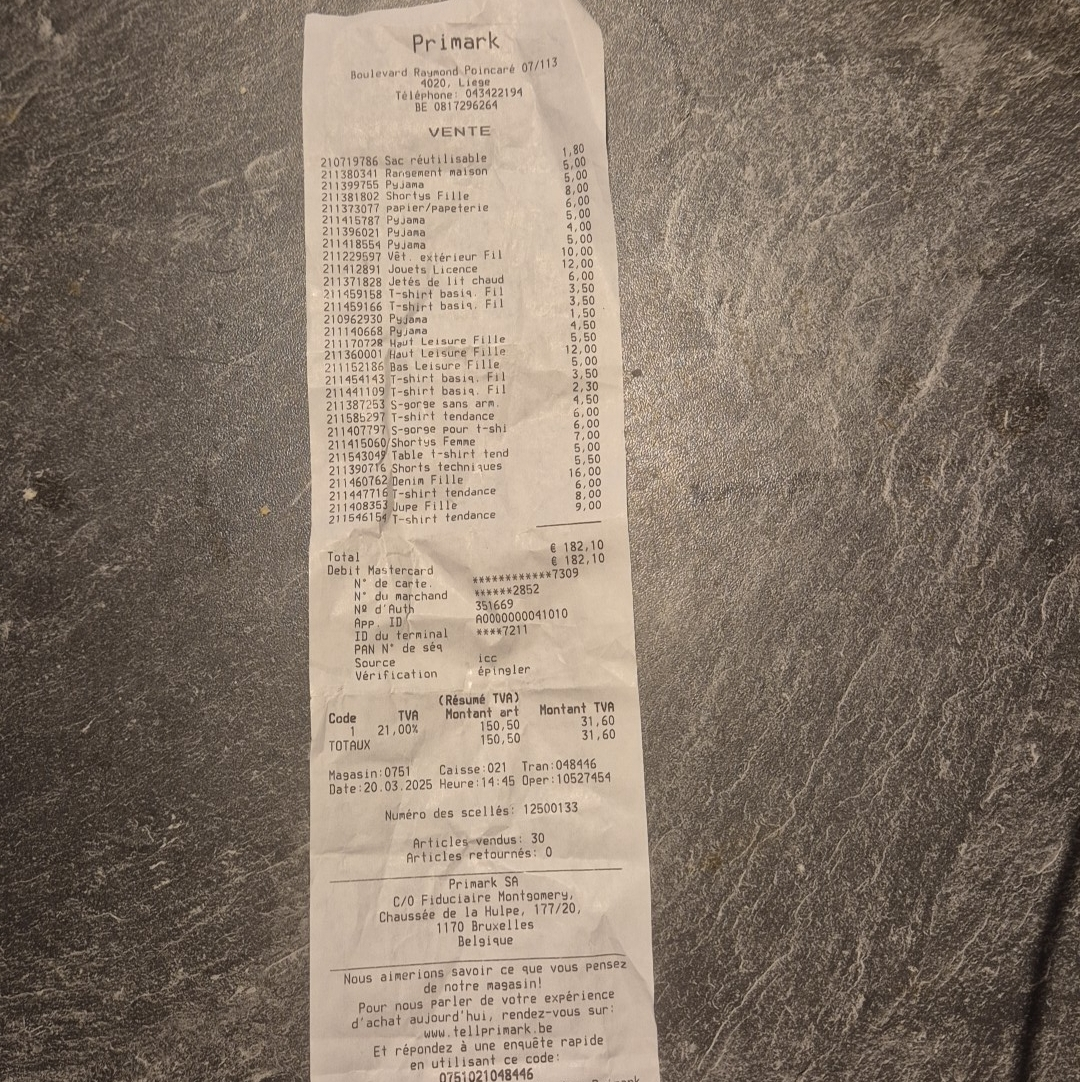 Primark
Boulevard Raymond Poincaré 07/113
4020, Liege
Téléphone: 043422194
BE 0817296264
VENTE
210719786 Sac réutilisable 1,80
211380341 Rangement maison 5,00
211399755 Pyjama 5,00
211381802 Shortys Fille 8,00
211373077 papier/papeterie 6,00
211415787 Pyjama 5,00
211396021 Pyjama 4,00
211418554 Pyjama 5,00
211229597 Vêt. extérieur Fil 10,00
211412891 Jouets Licence 12,00
211371828 Jetés de lit chaud 6,00
211459158 T-shirt basiq. Fil 3,50
211459166 T-shirt basiq. Fil 3,50
210962930 Pyjama 1,50
211140668 Pyjama 4,50
211170728 Haut Leisure Fille 5,50
211360001 Haut Leisure Fille 12,00
211152186 Bas Leisure Fille 5,00
211454143 T-shirt basiq. Fil 3,50
211441109 T-shirt basiq. Fil 2,30
211387253 S-gorge sans arm. 4,50
211585297 T-shirt tendance 6,00
211407797 S-gorge pour t-shi 6,00
211415060 Shortys Femme 7,00
211543049 Table t-shirt tend 5,00
211390716 Shorts techniques 5,50
211460762 Denim Fille 16,00
211447716 T-shirt tendance 6,00
211408353 Jupe Fille 8,00
211546154 T-shirt tendance 9,00
Total € 182,10
Debit Mastercard € 182,10
N° de carte. ************7309
N° du marchand ******2852
Nº d'Auth 351669
App. ID A0000000041010
ID du terminal ****7211
PAN N° de séq
Source icc
Vérification épingler
(Résumé TVA)
Code TVA Montant art Montant TVA
1 21,00% 150,50 31,60
TOTAUX 150,50 31,60
Magasin:0751 Caisse:021 Tran:048446
Date:20.03.2025 Heure:14:45 Oper:10527454
Numéro des scellés: 12500133
Articles vendus: 30
Articles retournés: 0
Primark SA
C/O Fiduciaire Montgomery,
Chaussée de la Hulpe, 177/20,
1170 Bruxelles
Belgique
Nous aimerions savoir ce que vous pensez
de notre magasin!
Pour nous parler de votre expérience
d'achat aujourd'hui, rendez-vous sur:
www.tellprimark.be
Et répondez à une enquête rapide
en utilisant ce code:
0751021048446